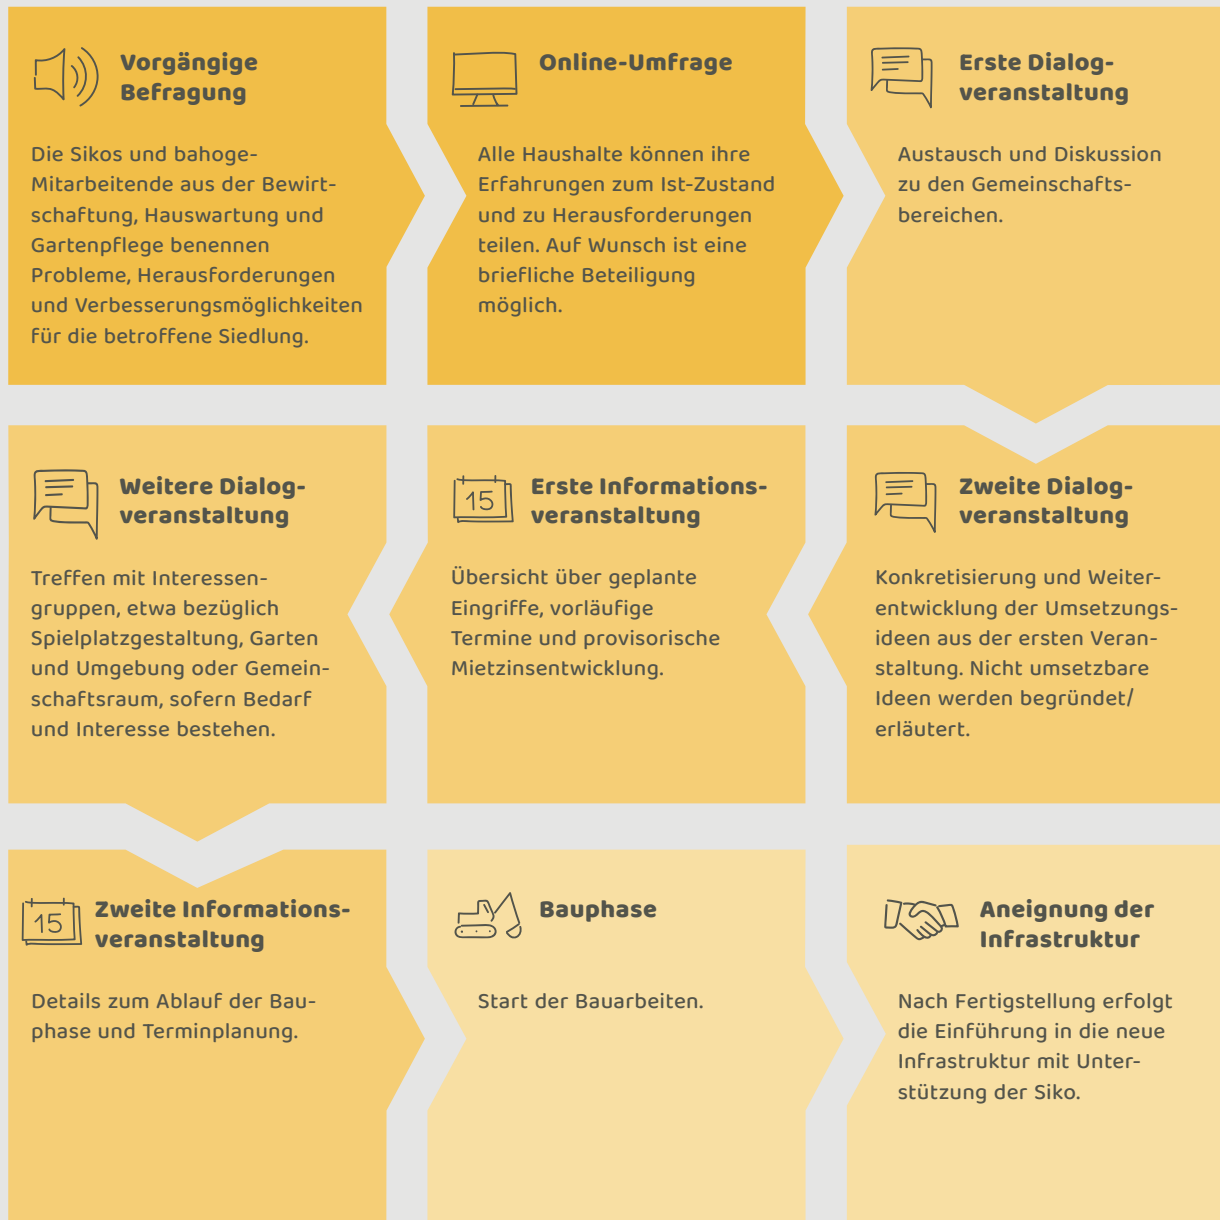 Vorgängige
Befragung
Die Sikos und bahoge-
Mitarbeitende aus der Bewirt-
schaftung, Hauswartung und
Gartenpflege benennen
Probleme, Herausforderungen
und Verbesserungsmöglichkeiten
für die betroffene Siedlung.
Online-Umfrage
Alle Haushalte können ihre
Erfahrungen zum Ist-Zustand
und zu Herausforderungen
teilen. Auf Wunsch ist eine
briefliche Beteiligung
möglich.
Erste Dialog-
veranstaltung
Austausch und Diskussion
zu den Gemeinschafts-
bereichen.
Zweite Dialog-
veranstaltung
Konkretisierung und Weiter-
entwicklung der Umsetzungs-
ideen aus der ersten Veran-
staltung. Nicht umsetzbare
Ideen werden begründet/
erläutert.
15
Erste Informations-
veranstaltung
Übersicht über geplante
Eingriffe, vorläufige
Termine und provisorische
Mietzinsentwicklung.
Weitere Dialog-
veranstaltung
Treffen mit Interessen-
gruppen, etwa bezüglich
Spielplatzgestaltung, Garten
und Umgebung oder Gemein-
schaftsraum, sofern Bedarf
und Interesse bestehen.
15
Zweite Informations-
veranstaltung
Details zum Ablauf der Bau-
phase und Terminplanung.
Bauphase
Start der Bauarbeiten.
Aneignung der
Infrastruktur
Nach Fertigstellung erfolgt
die Einführung in die neue
Infrastruktur mit Unter-
stützung der Siko.